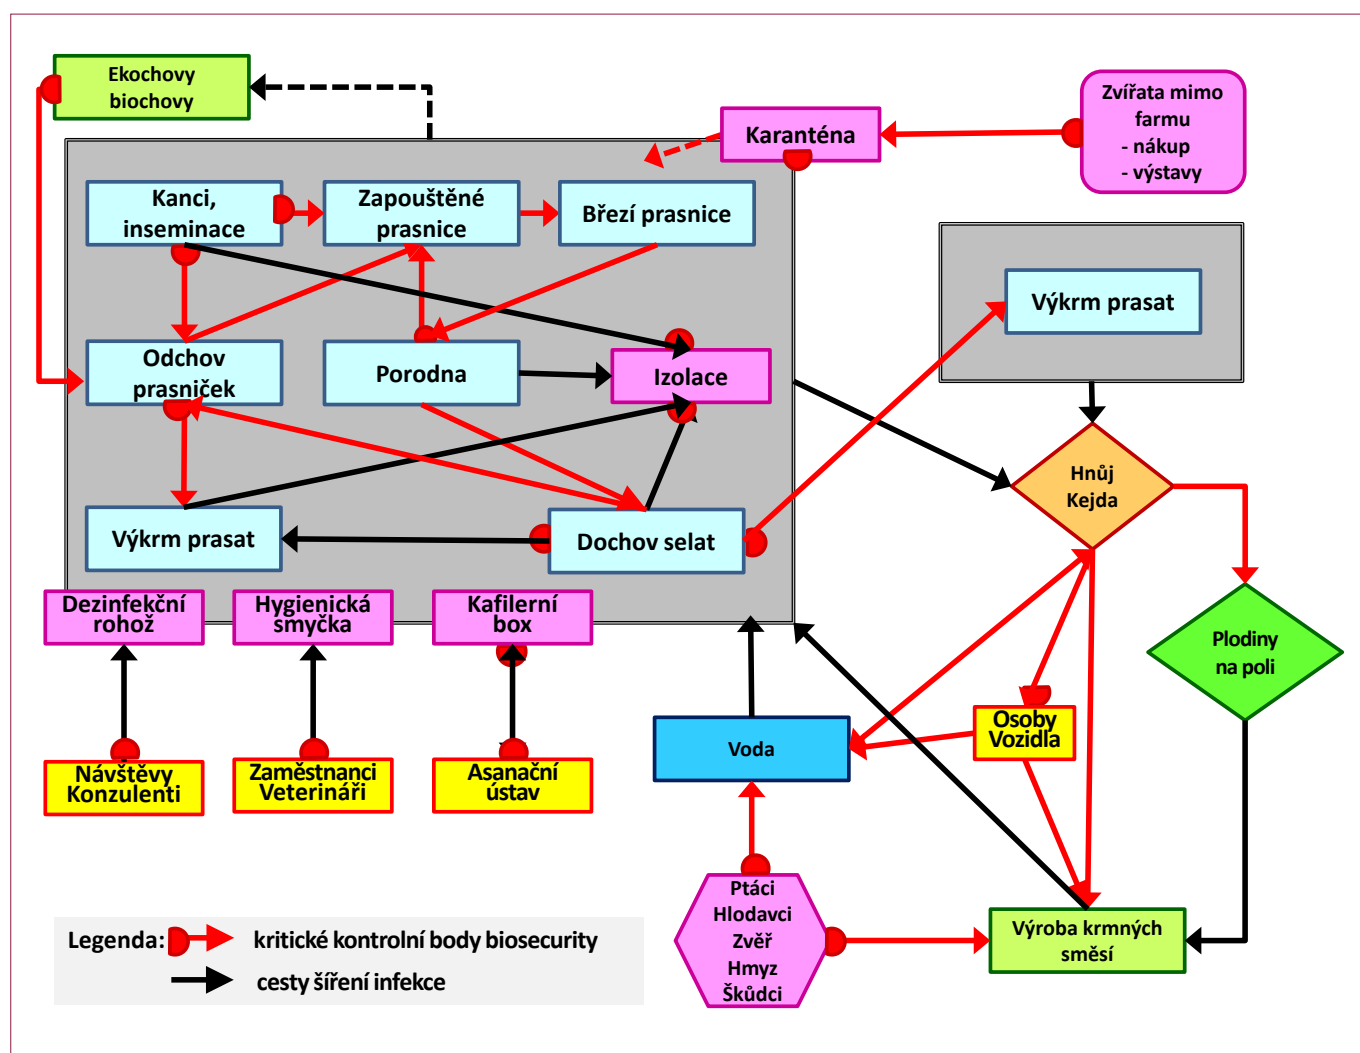 Ekochovy
biochovy
Karanténa
Zvířata mimo
farmu
- nákup
- výstavy
Kanci,
inseminace
Zapouštěné
prasnice
Březí prasnice
Výkrm prasat
Odchov
prasniček
Porodna
Izolace
Hnůj
Kejda
Výkrm prasat
Dochov selat
Dezinfekční
rohož
Hygienická
smyčka
Kafilerní
box
Plodiny
na poli
Návštěvy
Konzulenti
Zaměstnanci
Veterináři
Asanační
ústav
Voda
Osoby
Vozidla
Ptáci
Hlodavci
Zvěř
Hmyz
Škůdci
Výroba krmných
směsí
Legenda: kritické kontrolní body biosecurity
cesty šíření infekce